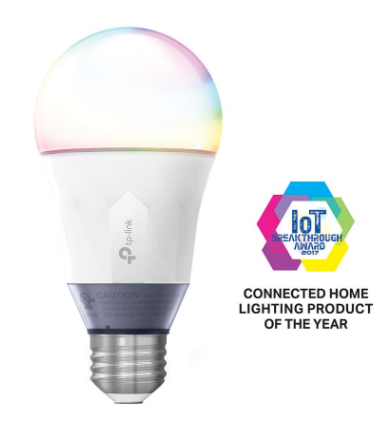 tp-link
CAUTION
IoT
BREAKTHROUGH
AWARD
2017
CONNECTED HOME
LIGHTING PRODUCT
OF THE YEAR